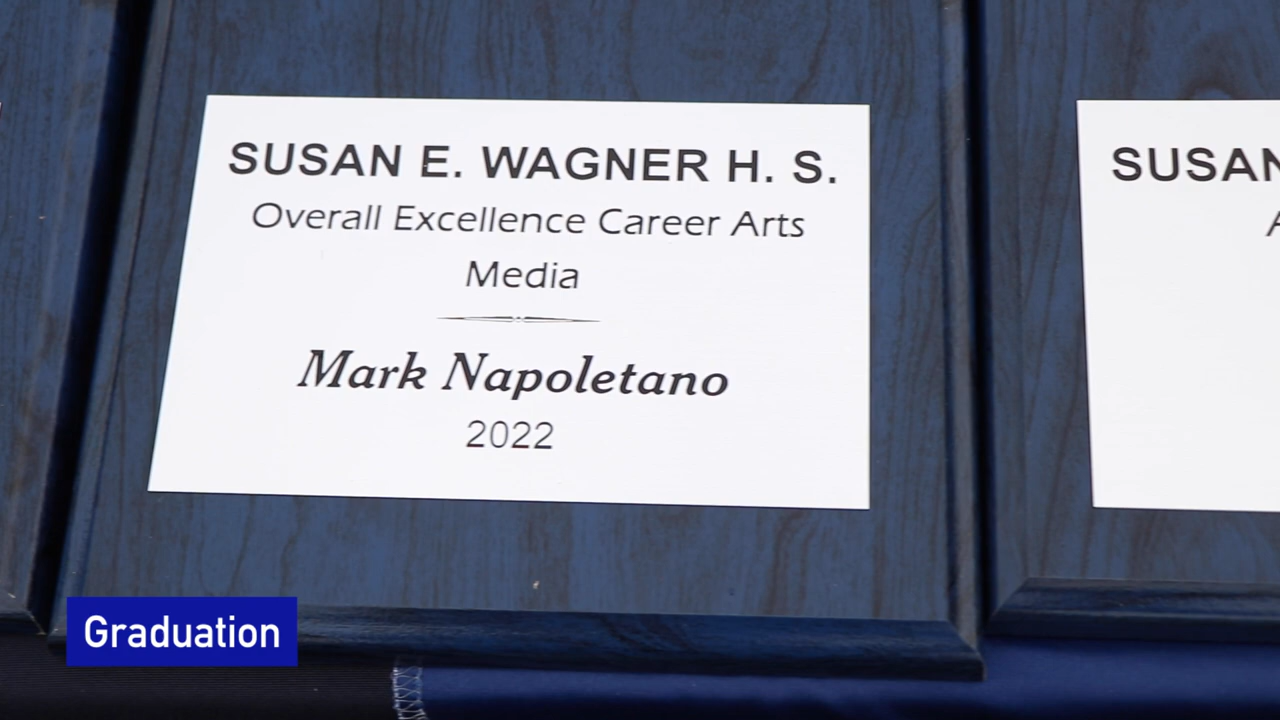 SUSAN E. WAGNER H. S.
Overall Excellence Career Arts
Media
Mark Napoletano
2022
SUSAN
Graduation